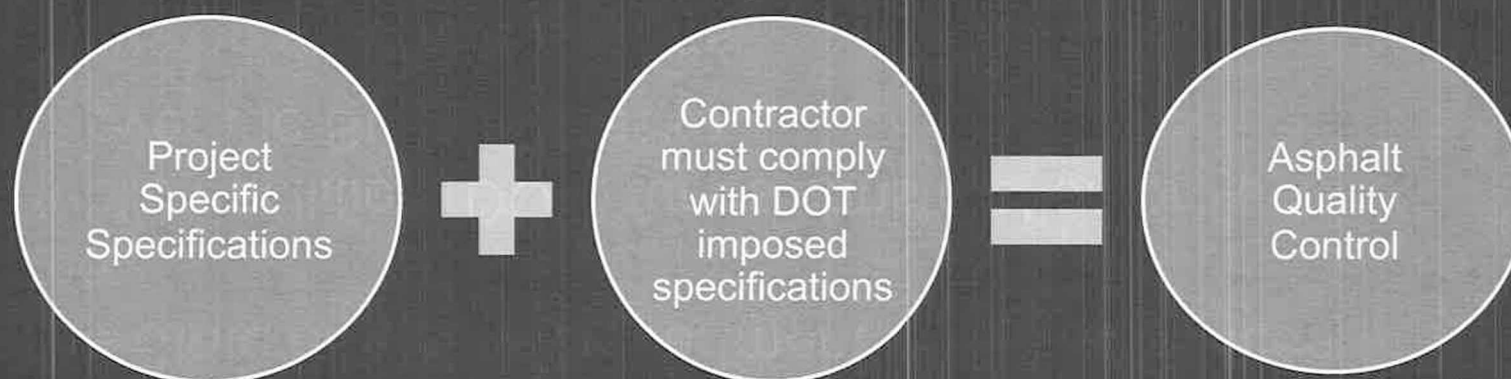 Project
Specific
Specifications
Contractor
must comply
with DOT
imposed
specifications
Asphalt
Quality
Control